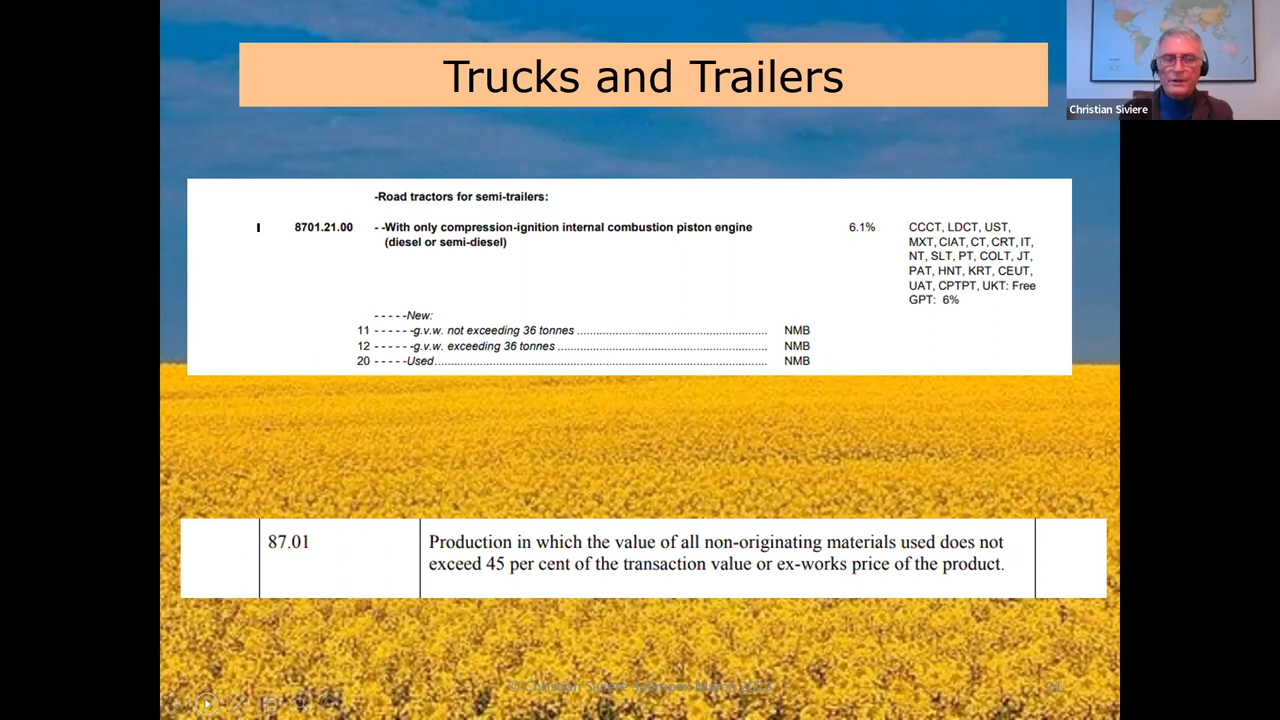 Trucks and Trailers
Christian Siviere
-Road tractors for semi-trailers:
8701.21.00 - -With only compression-ignition internal combustion piston engine 6.1% CCCT, LDCT, UST,
(diesel or semi-diesel) MXT, CIAT, CT, CRT, IT,
NT, SLT, PT, COLT, JT,
PAT, HNT, KRT, CEUT,
UAT, CPTPT, UKT: Free
GPT: 6%
- - - - -New:
11 - - - - - -g.v.w. not exceeding 36 tonnes ................ NMB
12 - - - - - -g.v.w. exceeding 36 tonnes ................ NMB
20 - - - - -Used................ NMB
87.01 Production in which the value of all non-originating materials used does not
exceed 45 per cent of the transaction value or ex-works price of the product.
© Christian Siviere